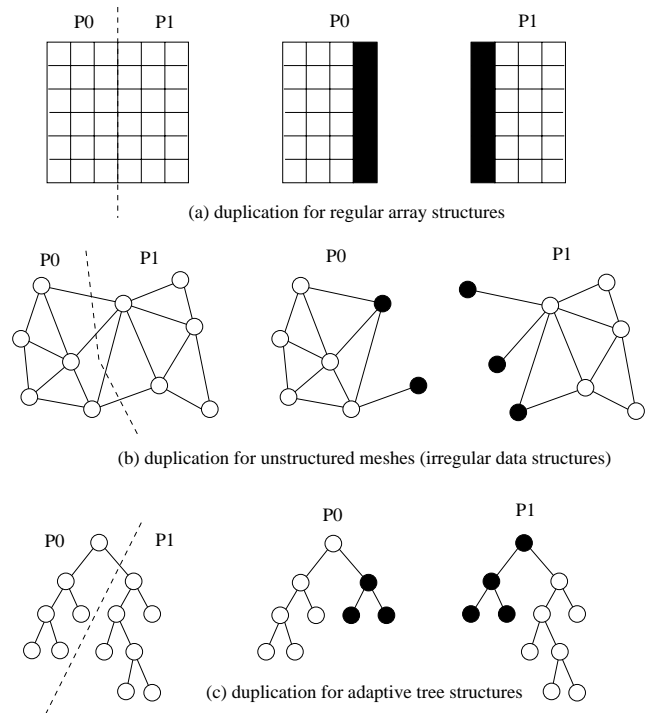 P0 P1
P0
P1
(a) duplication for regular array structures
P0 P1
P0
P1
(b) duplication for unstructured meshes (irregular data structures)
P0 P1
P0
P1
(c) duplication for adaptive tree structures